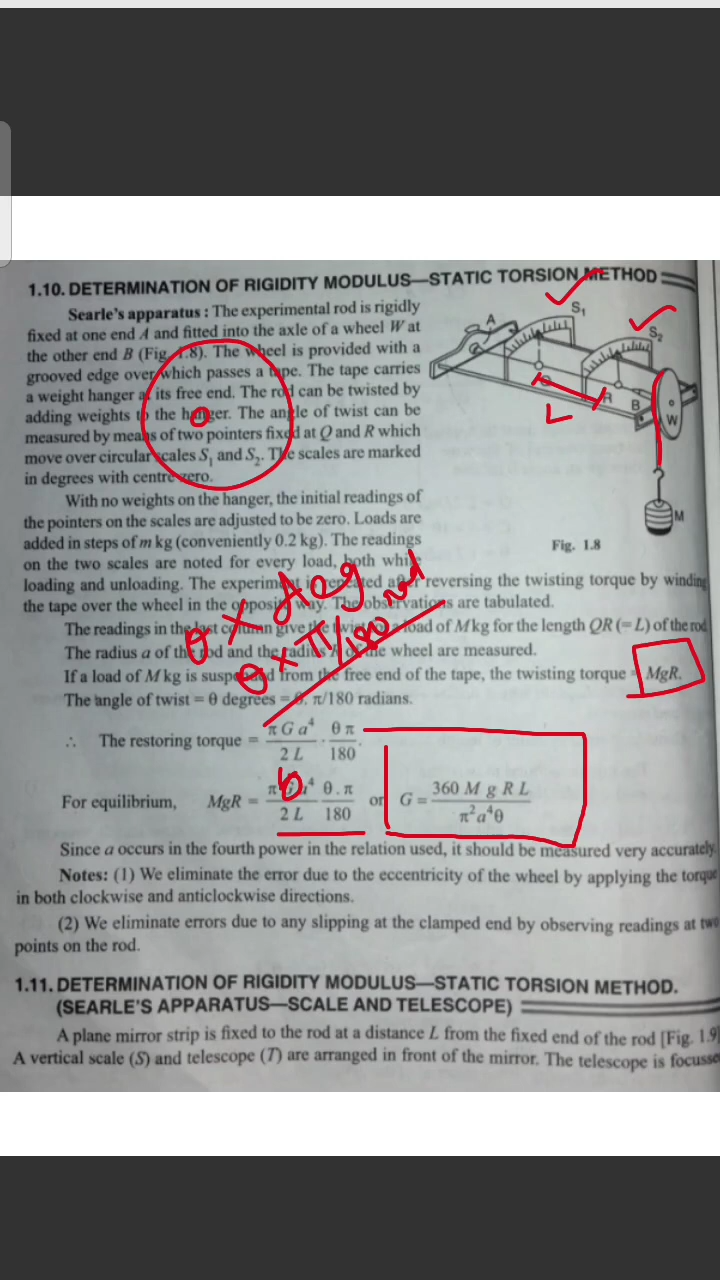 1.10. DETERMINATION OF RIGIDITY MODULUS—STATIC TORSION METHOD
Searle's apparatus : The experimental rod is rigidly
fixed at one end A and fitted into the axle of a wheel W at
the other end B (Fig. 1.8). The wheel is provided with a
grooved edge over which passes a tape. The tape carries
a weight hanger at its free end. The rod can be twisted by
adding weights to the hanger. The angle of twist can be
measured by means of two pointers fixed at Q and R which
move over circular scales S₁ and S₂. The scales are marked
in degrees with centre zero.
A
S₁
S₂
Q
R
B
W
L
M
O
Fig. 1.8
With no weights on the hanger, the initial readings of
the pointers on the scales are adjusted to be zero. Loads are
added in steps of m kg (conveniently 0.2 kg). The readings
on the two scales are noted for every load, both while
loading and unloading. The experiment is repeated after reversing the twisting torque by winding
the tape over the wheel in the opposite way. The observations are tabulated.
θ × deg
θ × π/180 rad
The readings in the last column give the twist for a load of M kg for the length QR (= L) of the rod
The radius a of the rod and the radius R of the wheel are measured.
If a load of M kg is suspended from the free end of the tape, the twisting torque = MgR.
The angle of twist = θ degrees = θ. π/180 radians.
∴ The restoring torque = π G a⁴ / 2 L · θ π / 180.
For equilibrium, MgR = π G a⁴ / 2 L · θ . π / 180 or G = 360 M g R L / π² a⁴ θ
Since a occurs in the fourth power in the relation used, it should be measured very accurately.
Notes: (1) We eliminate the error due to the eccentricity of the wheel by applying the torque
in both clockwise and anticlockwise directions.
(2) We eliminate errors due to any slipping at the clamped end by observing readings at two
points on the rod.
1.11. DETERMINATION OF RIGIDITY MODULUS—STATIC TORSION METHOD.
(SEARLE'S APPARATUS—SCALE AND TELESCOPE)
A plane mirror strip is fixed to the rod at a distance L from the fixed end of the rod [Fig. 1.9]
A vertical scale (S) and telescope (T) are arranged in front of the mirror. The telescope is focusse